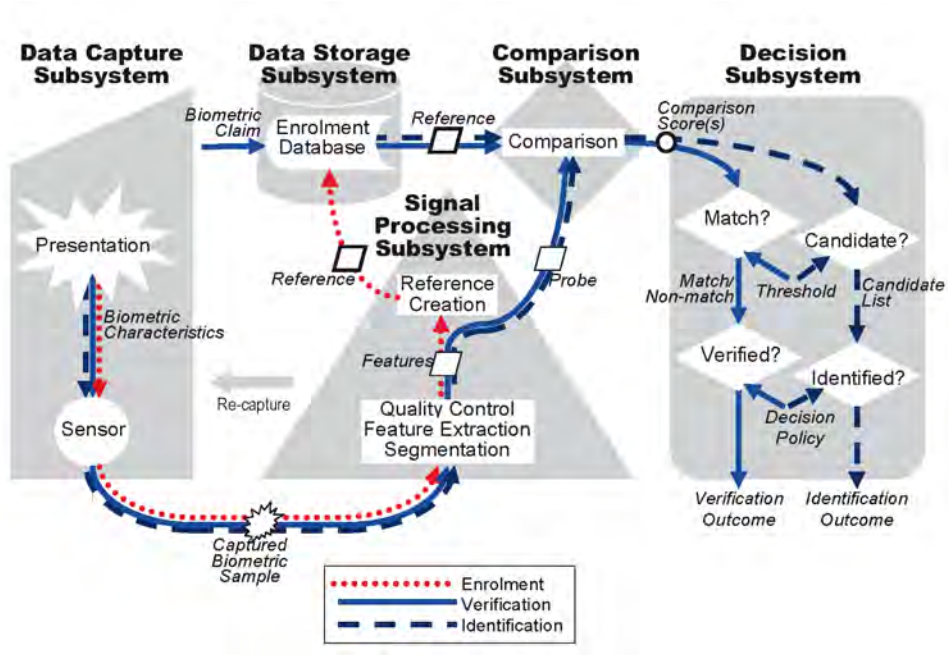 Data Capture
Subsystem
Data Storage
Subsystem
Comparison
Subsystem
Decision
Subsystem
Biometric
Claim
Enrolment
Database
Reference
Comparison
Comparison
Score(s)
Signal
Processing
Subsystem
Presentation
Match?
Candidate?
Reference
Reference
Creation
Probe
Match/
Non-match
Threshold
Candidate
List
Biometric
Characteristics
Features
Verified?
Identified?
Re-capture
Sensor
Quality Control
Feature Extraction
Segmentation
Decision
Policy
Verification
Outcome
Identification
Outcome
Captured
Biometric
Sample
Enrolment
Verification
Identification